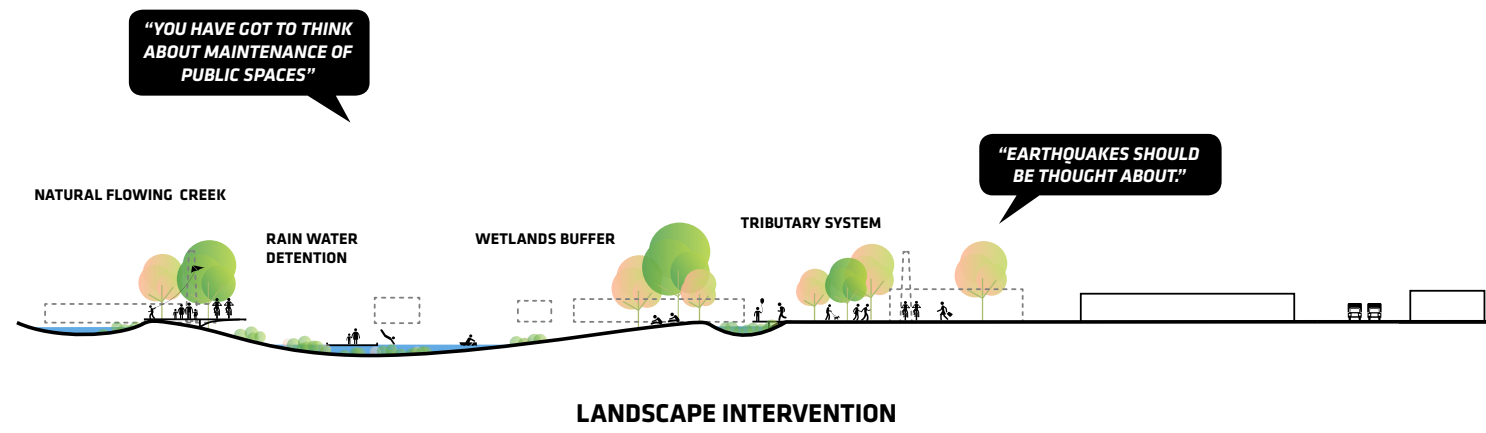 “YOU HAVE GOT TO THINK
ABOUT MAINTENANCE OF
PUBLIC SPACES”
“EARTHQUAKES SHOULD
BE THOUGHT ABOUT.”
NATURAL FLOWING CREEK
RAIN WATER
DETENTION
WETLANDS BUFFER
TRIBUTARY SYSTEM
LANDSCAPE INTERVENTION